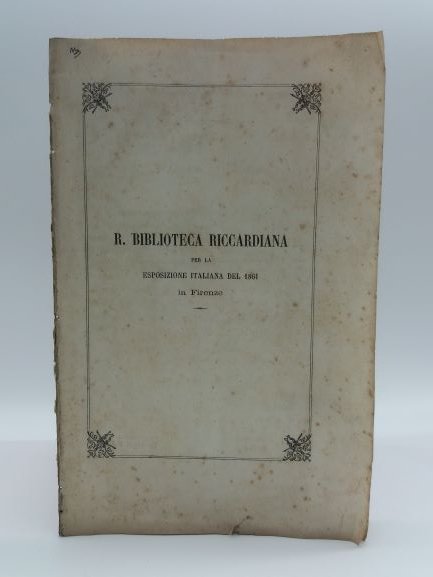 R. BIBLIOTECA RICCARDIANA
PER LA
ESPOSIZIONE ITALIANA DEL 1861
in Firenze